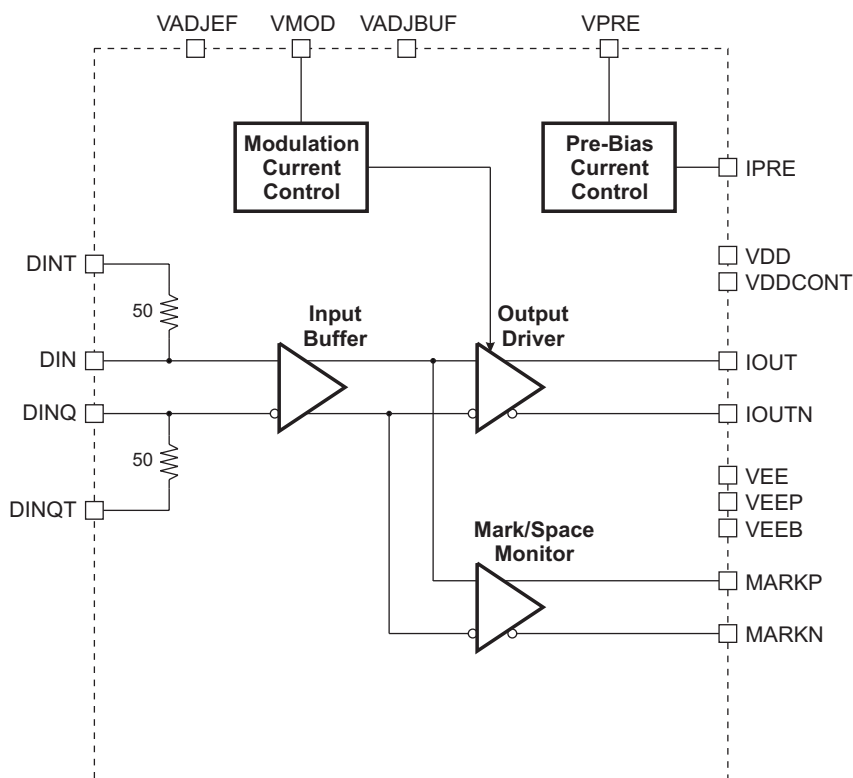 VADJEF
VMOD
VADJBUF
VPRE
Modulation
Current
Control
Pre-Bias
Current
Control
IPRE
VDD
VDDCONT
DINT
50
Input
Buffer
Output
Driver
DIN
IOUT
DINQ
IOUTN
50
DINQT
VEE
VEEP
VEEB
Mark/Space
Monitor
MARKP
MARKN